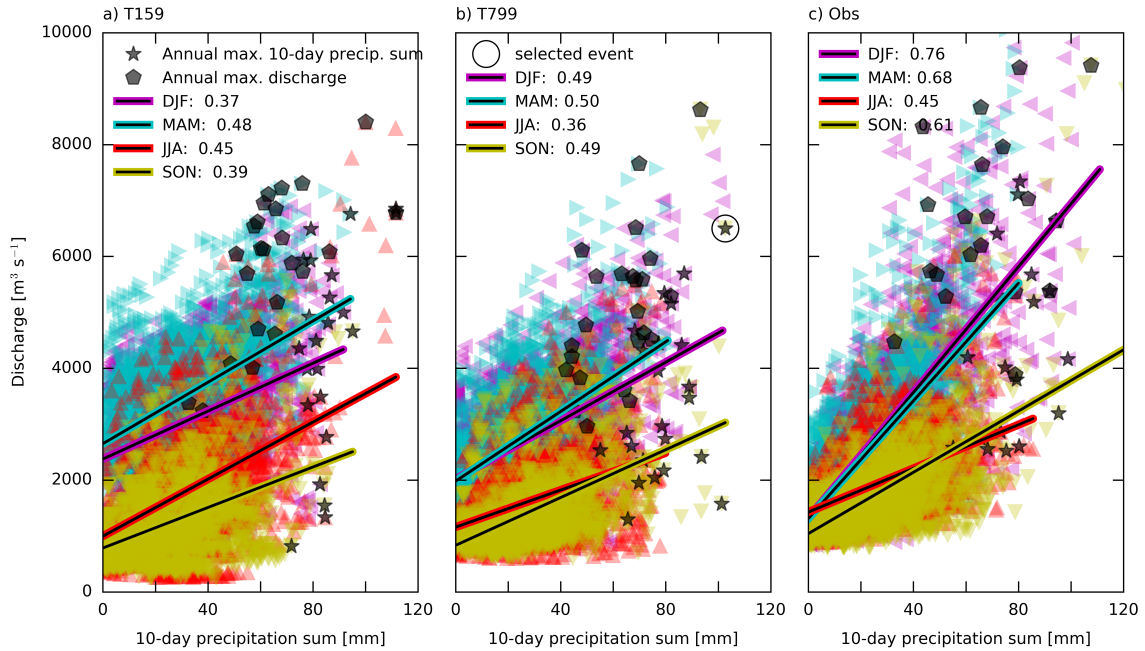 a) T159
b) T799
c) Obs
10000
8000
6000
4000
2000
0
Discharge [m³ s⁻¹]
Annual max. 10-day precip. sum
Annual max. discharge
DJF: 0.37
MAM: 0.48
JJA: 0.45
SON: 0.39
selected event
DJF: 0.49
MAM: 0.50
JJA: 0.36
SON: 0.49
DJF: 0.76
MAM: 0.68
JJA: 0.45
SON: 0.61
0 40 80 120
0 40 80 120
0 40 80 120
10-day precipitation sum [mm]
10-day precipitation sum [mm]
10-day precipitation sum [mm]